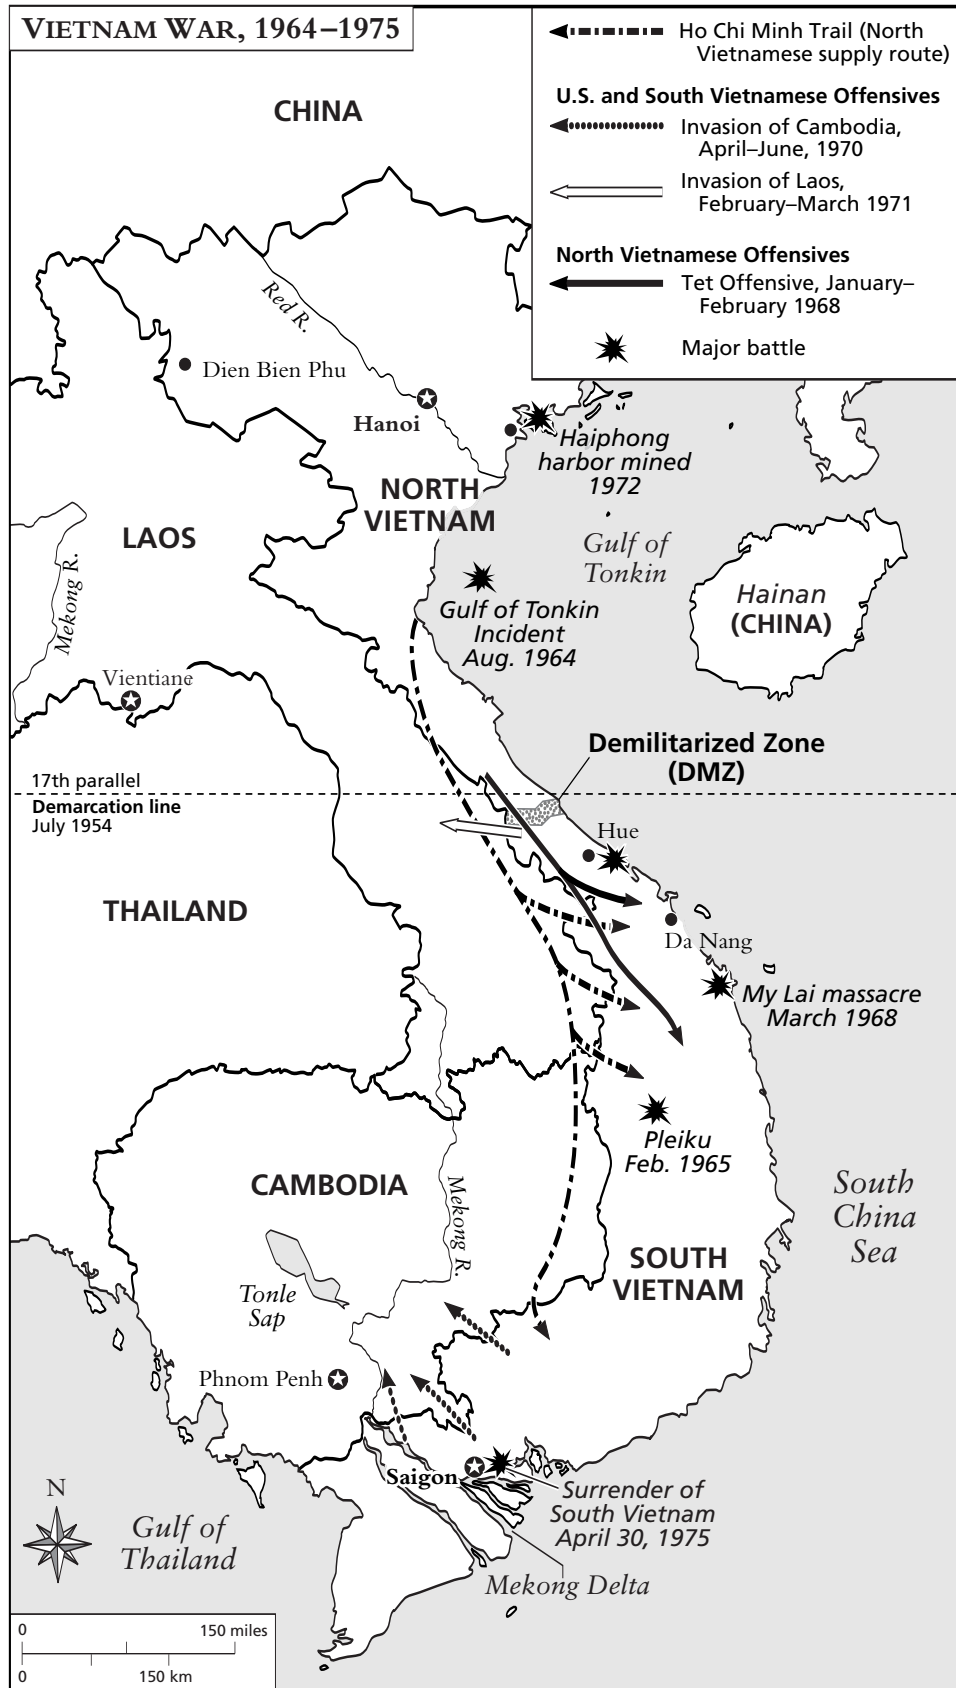 VIETNAM WAR, 1964–1975
Ho Chi Minh Trail (North
Vietnamese supply route)
U.S. and South Vietnamese Offensives
Invasion of Cambodia,
April–June, 1970
Invasion of Laos,
February–March 1971
North Vietnamese Offensives
Tet Offensive, January–
February 1968
Major battle
CHINA
Red R.
Dien Bien Phu
Hanoi
Haiphong
harbor mined
1972
NORTH
VIETNAM
LAOS
Gulf of
Tonkin
Mekong R.
Hainan
(CHINA)
Gulf of Tonkin
Incident
Aug. 1964
Vientiane
Demilitarized Zone
(DMZ)
17th parallel
Demarcation line
July 1954
Hue
THAILAND
Da Nang
My Lai massacre
March 1968
Pleiku
Feb. 1965
CAMBODIA
Mekong R.
South
China
Sea
SOUTH
VIETNAM
Tonle
Sap
Phnom Penh
Saigon
Surrender of
South Vietnam
April 30, 1975
N
Gulf of
Thailand
Mekong Delta
0 150 miles
0 150 km